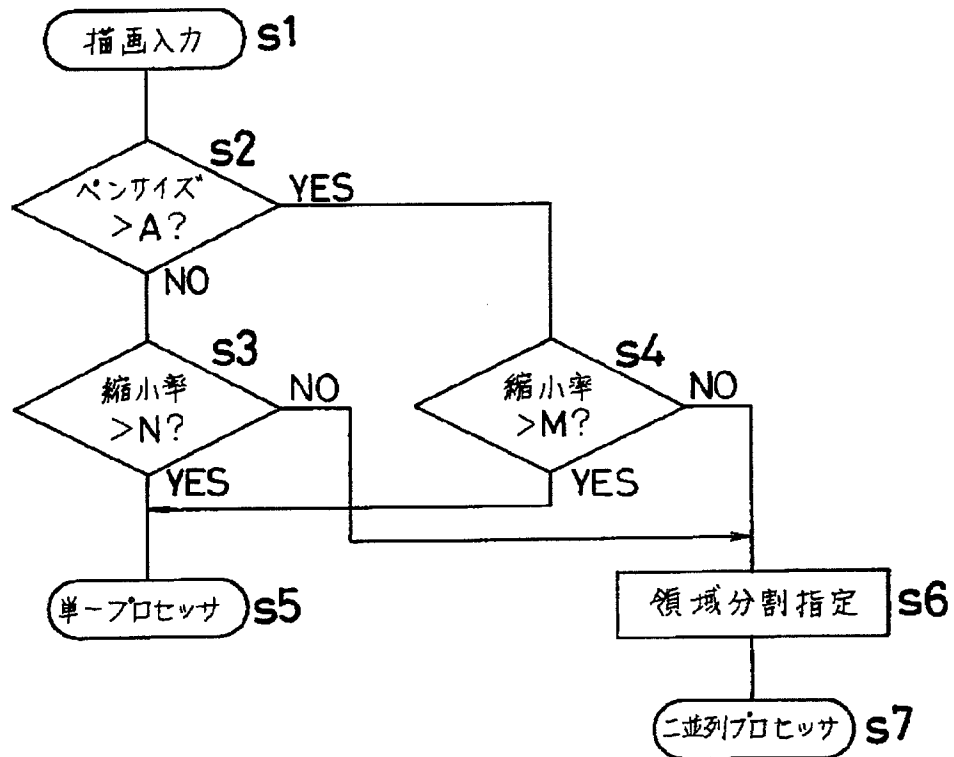 描画入力 s1
s2
ペンサイズ
>A?
YES
NO
s3
縮小率
>N?
NO
YES
s4
縮小率
>M?
NO
YES
単一プロセッサ s5
領域分割指定 s6
二並列プロセッサ s7